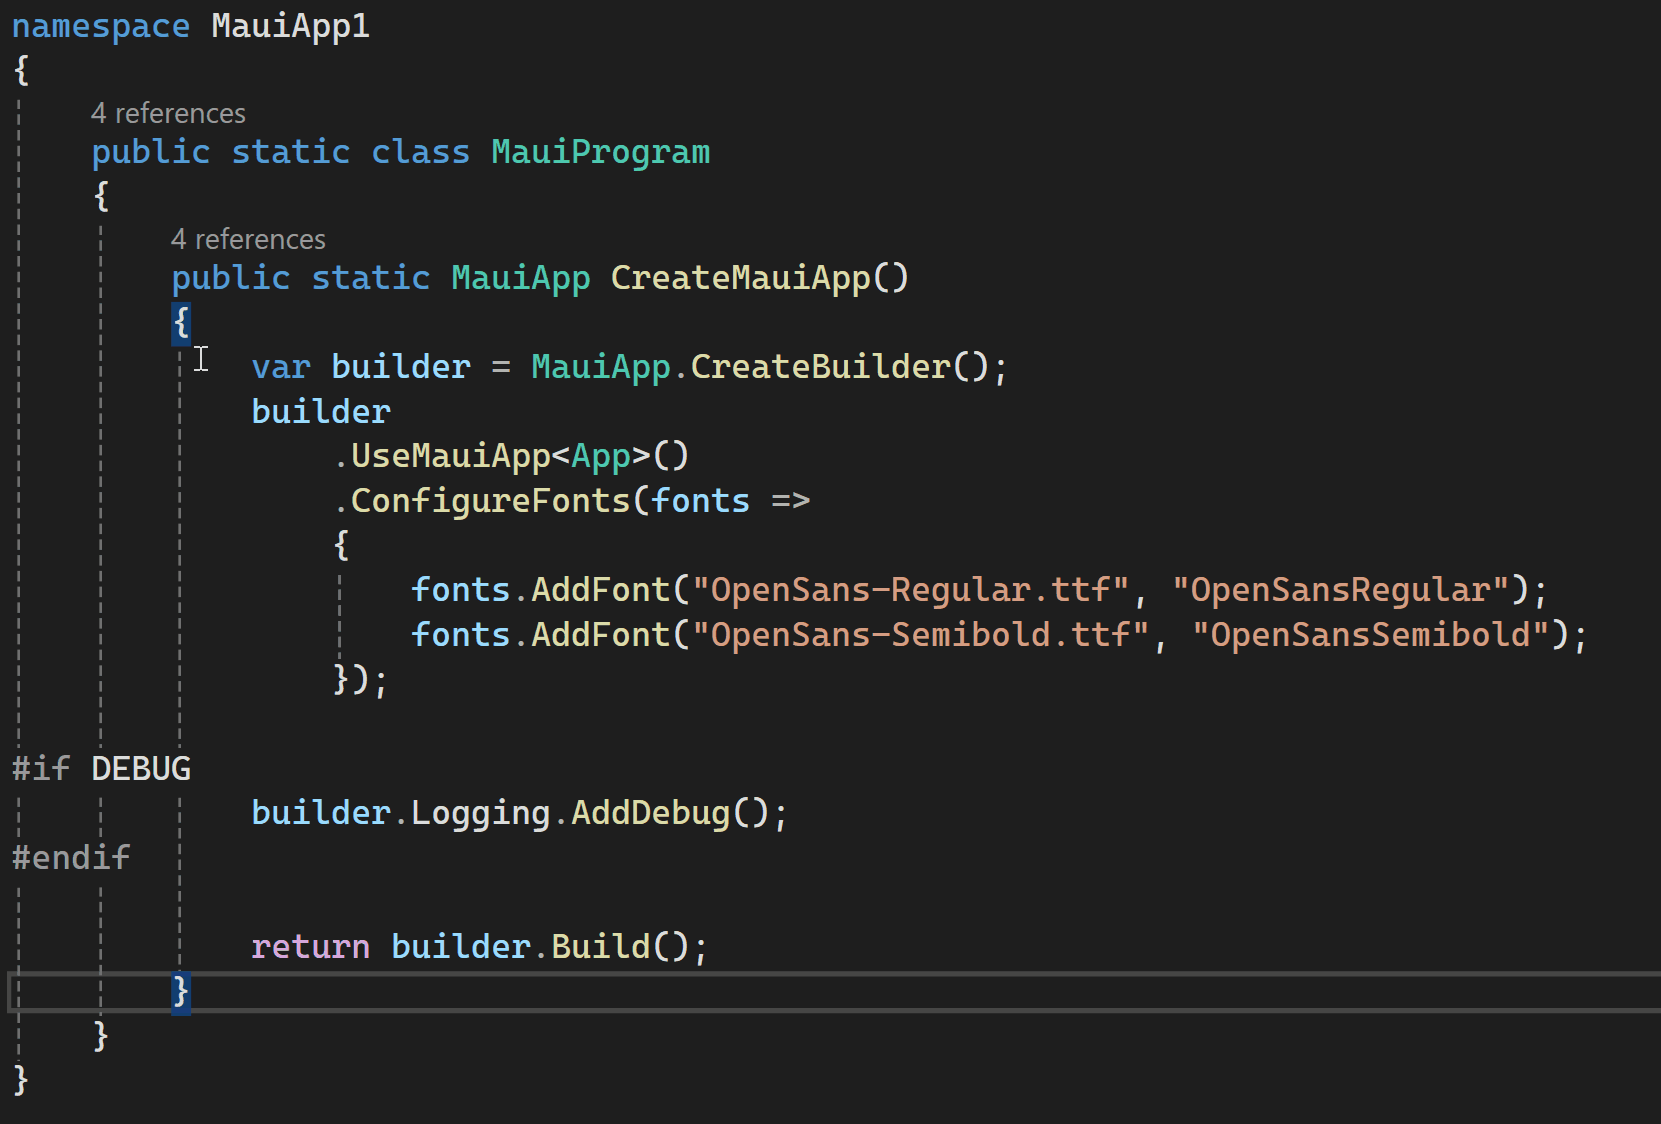 namespace MauiApp1
{
4 references
public static class MauiProgram
{
4 references
public static MauiApp CreateMauiApp()
{
var builder = MauiApp.CreateBuilder();
builder
.UseMauiApp<App>()
.ConfigureFonts(fonts =>
{
fonts.AddFont("OpenSans-Regular.ttf", "OpenSansRegular");
fonts.AddFont("OpenSans-Semibold.ttf", "OpenSansSemibold");
});
#if DEBUG
builder.Logging.AddDebug();
#endif
return builder.Build();
}
}
}